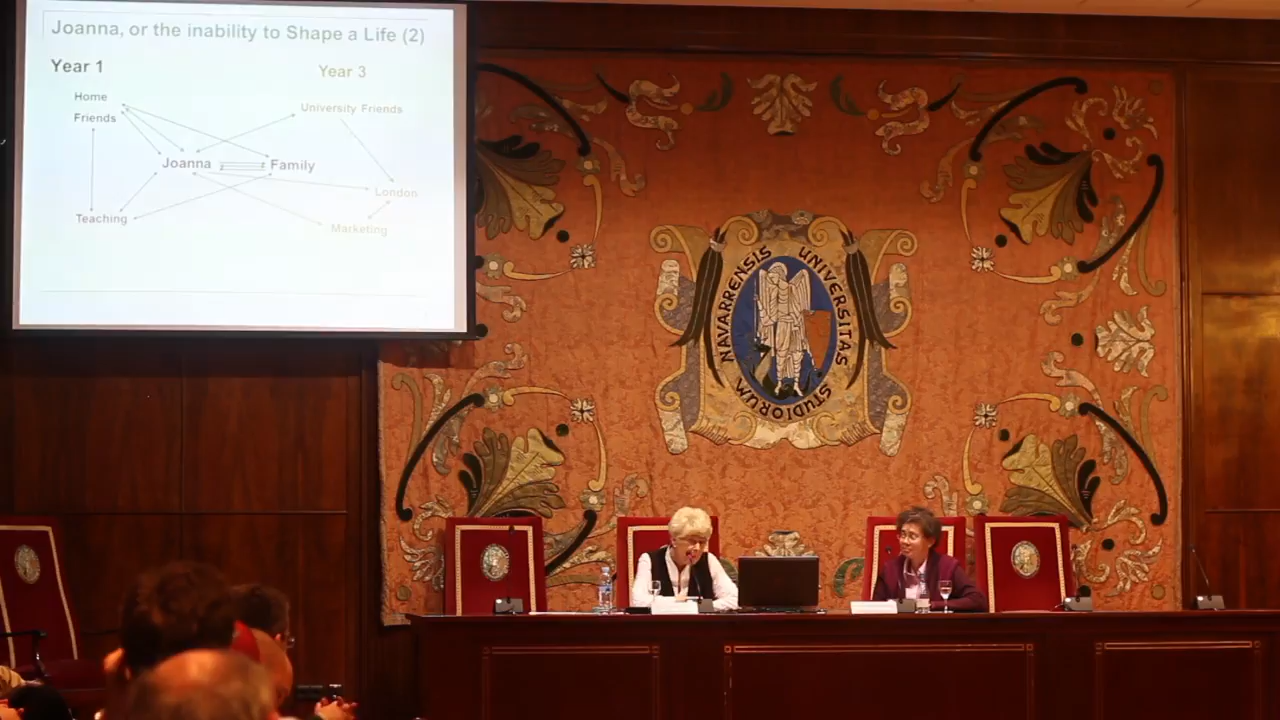 Joanna, or the inability to Shape a Life (2)
Year 1
Year 3
Home
Friends
University Friends
Joanna
Family
London
Teaching
Marketing
UNIVERSITAS
STUDIORUM
NAVARRENSIS